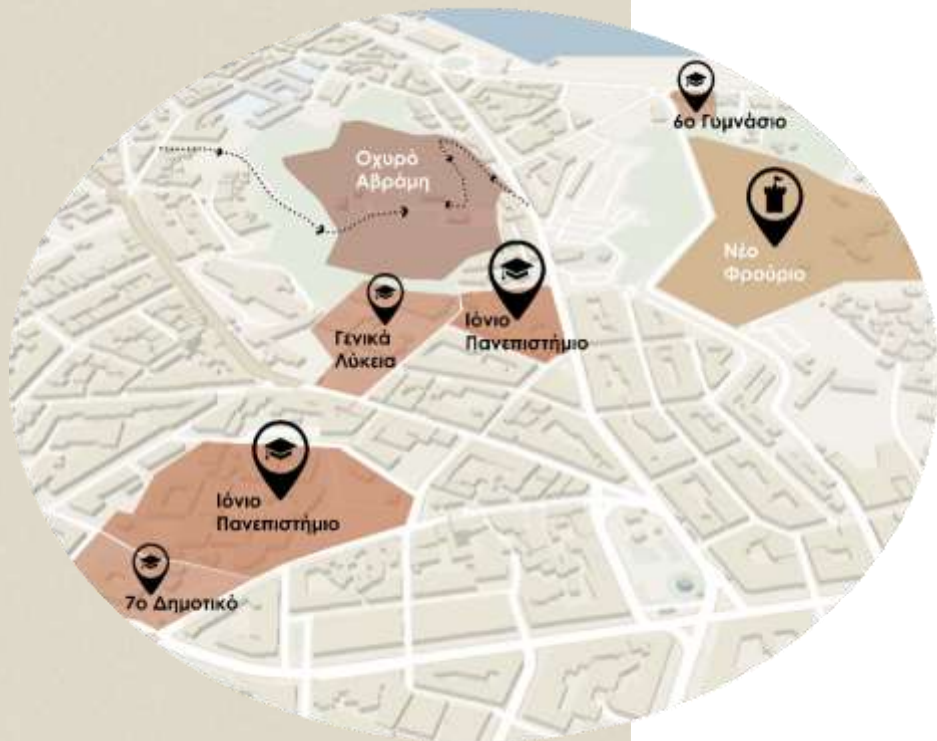 6ο Γυμνάσιο
Οχυρό
Αβράμη
Νέο
Φρούριο
Γενικά
Λύκεια
Ιόνιο
Πανεπιστήμιο
Ιόνιο
Πανεπιστήμιο
7ο Δημοτικό